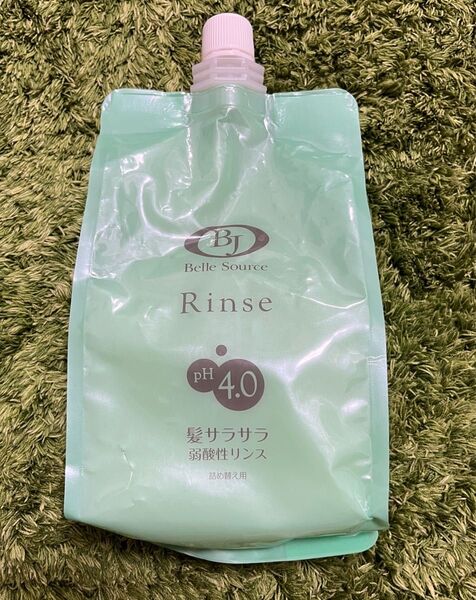 BJ
Belle Source
Rinse
pH 4.0
髪サラサラ
弱酸性リンス
詰め替え用